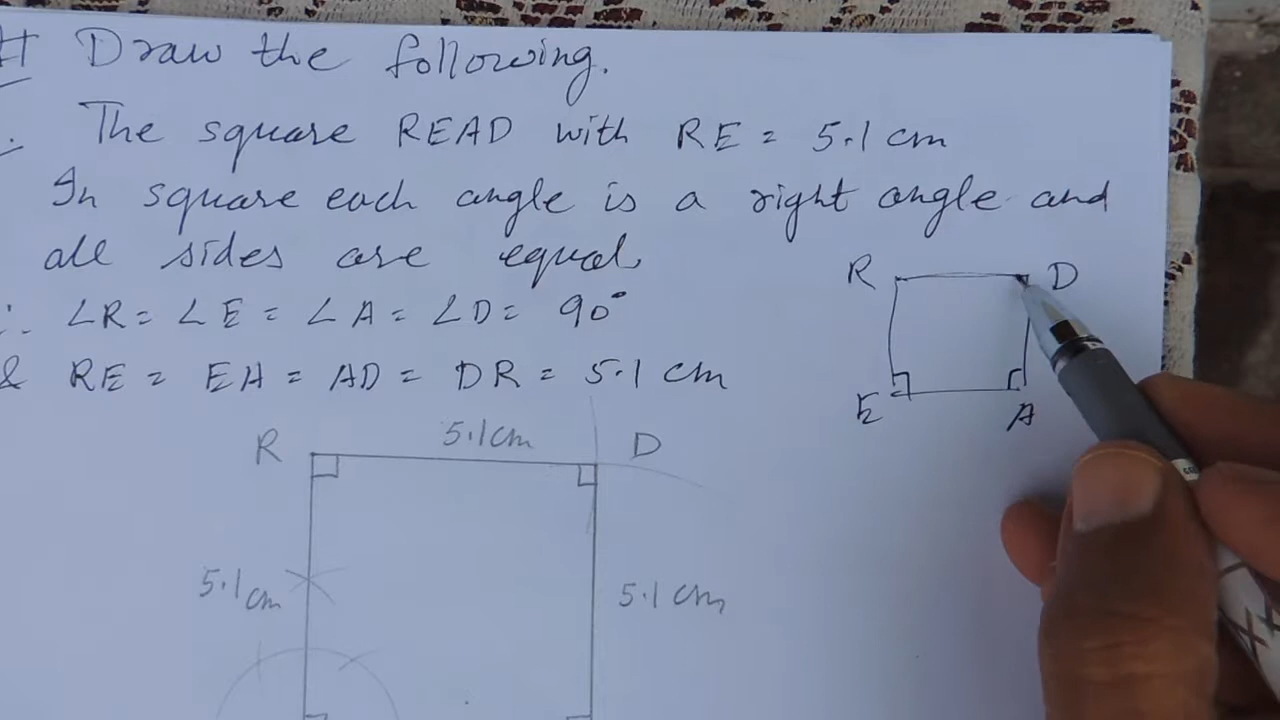 Draw the following.
The square READ with RE = 5.1 cm
In square each angle is a right angle and
all sides are equal
∴ ∠R = ∠E = ∠A = ∠D = 90°
& RE = EA = AD = DR = 5.1 cm
R D
E A
R 5.1cm D
5.1cm 5.1 cm